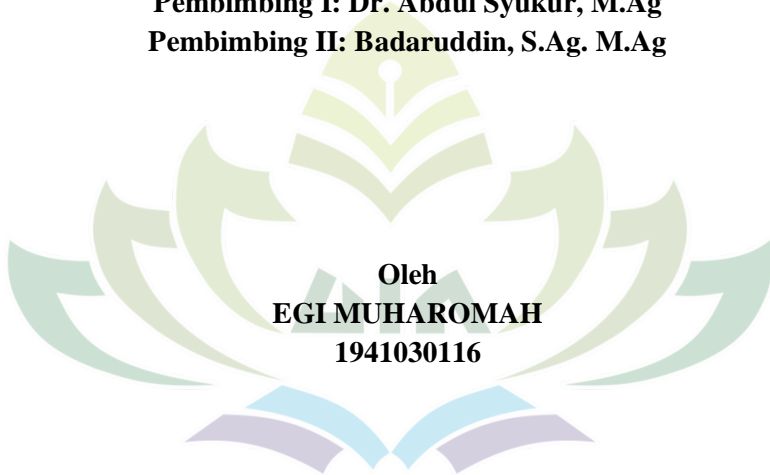 Pembimbing I: Dr. Abdul Syukur, M.Ag
Pembimbing II: Badaruddin, S.Ag. M.Ag
Oleh
EGI MUHAROMAH
1941030116